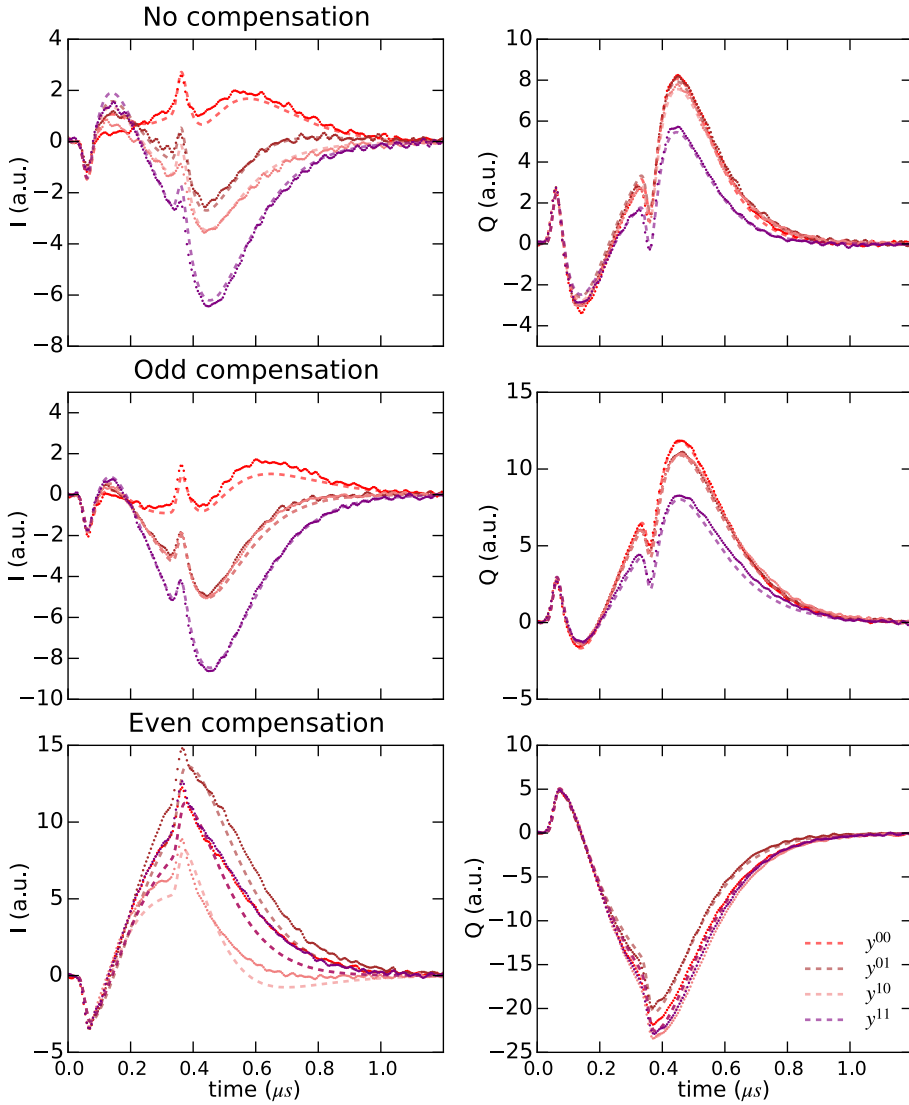 No compensation
4
2
0
−2
−4
−6
−8
I (a.u.)
10
8
6
4
2
0
−2
−4
Q (a.u.)
Odd compensation
4
2
0
−2
−4
−6
−8
−10
I (a.u.)
15
10
5
0
−5
Q (a.u.)
Even compensation
15
10
5
0
−5
I (a.u.)
0.0 0.2 0.4 0.6 0.8 1.0
time (μs)
10
5
0
−5
−10
−15
−20
−25
Q (a.u.)
y00
y01
y10
y11
0.0 0.2 0.4 0.6 0.8 1.0
time (μs)